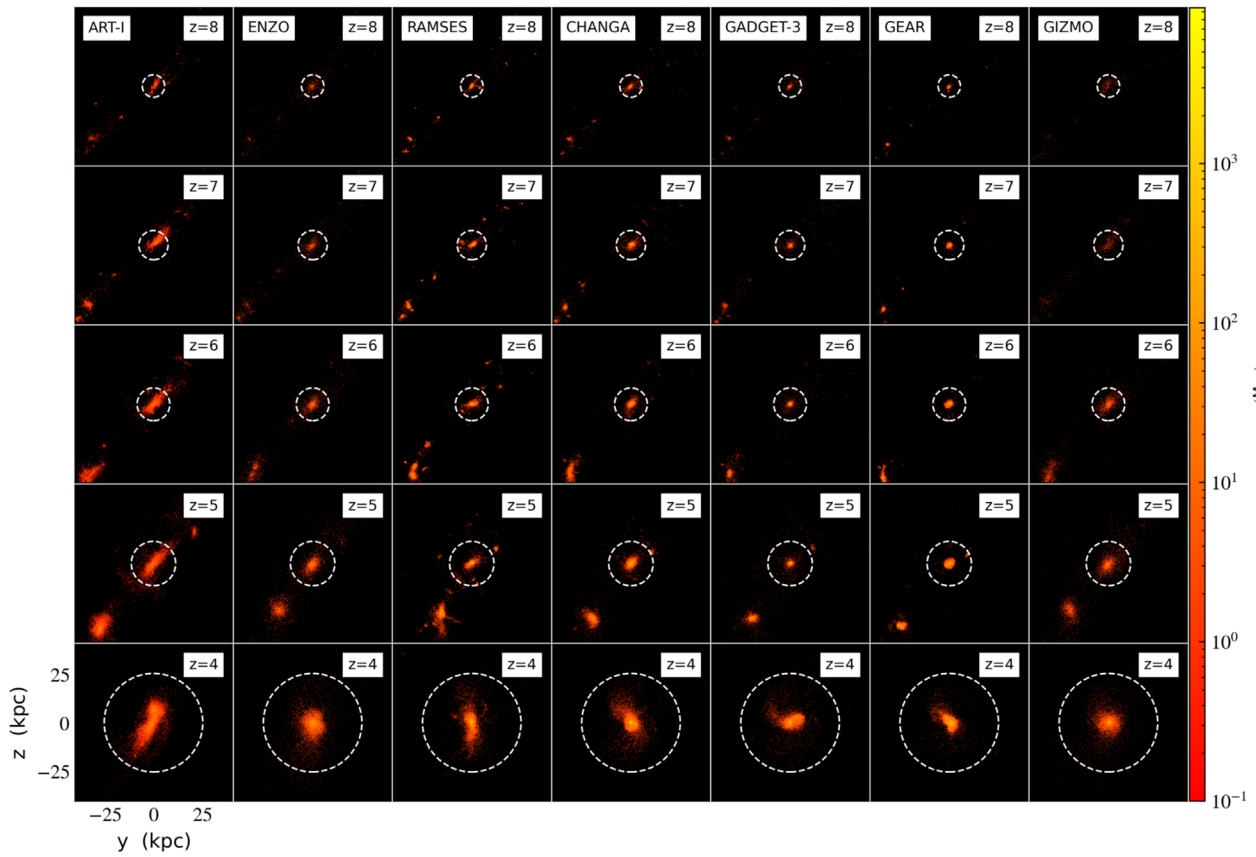 ART-I z=8 ENZO z=8 RAMSES z=8 CHANGA z=8 GADGET-3 z=8 GEAR z=8 GIZMO z=8
10³
z=7 z=7 z=7 z=7 z=7 z=7 z=7
10²
z=6 z=6 z=6 z=6 z=6 z=6 z=6
10¹
z=5 z=5 z=5 z=5 z=5 z=5 z=5
10⁰
z=4 z=4 z=4 z=4 z=4 z=4 z=4
25
0
−25
z (kpc)
10⁻¹
−25 0 25
y (kpc)